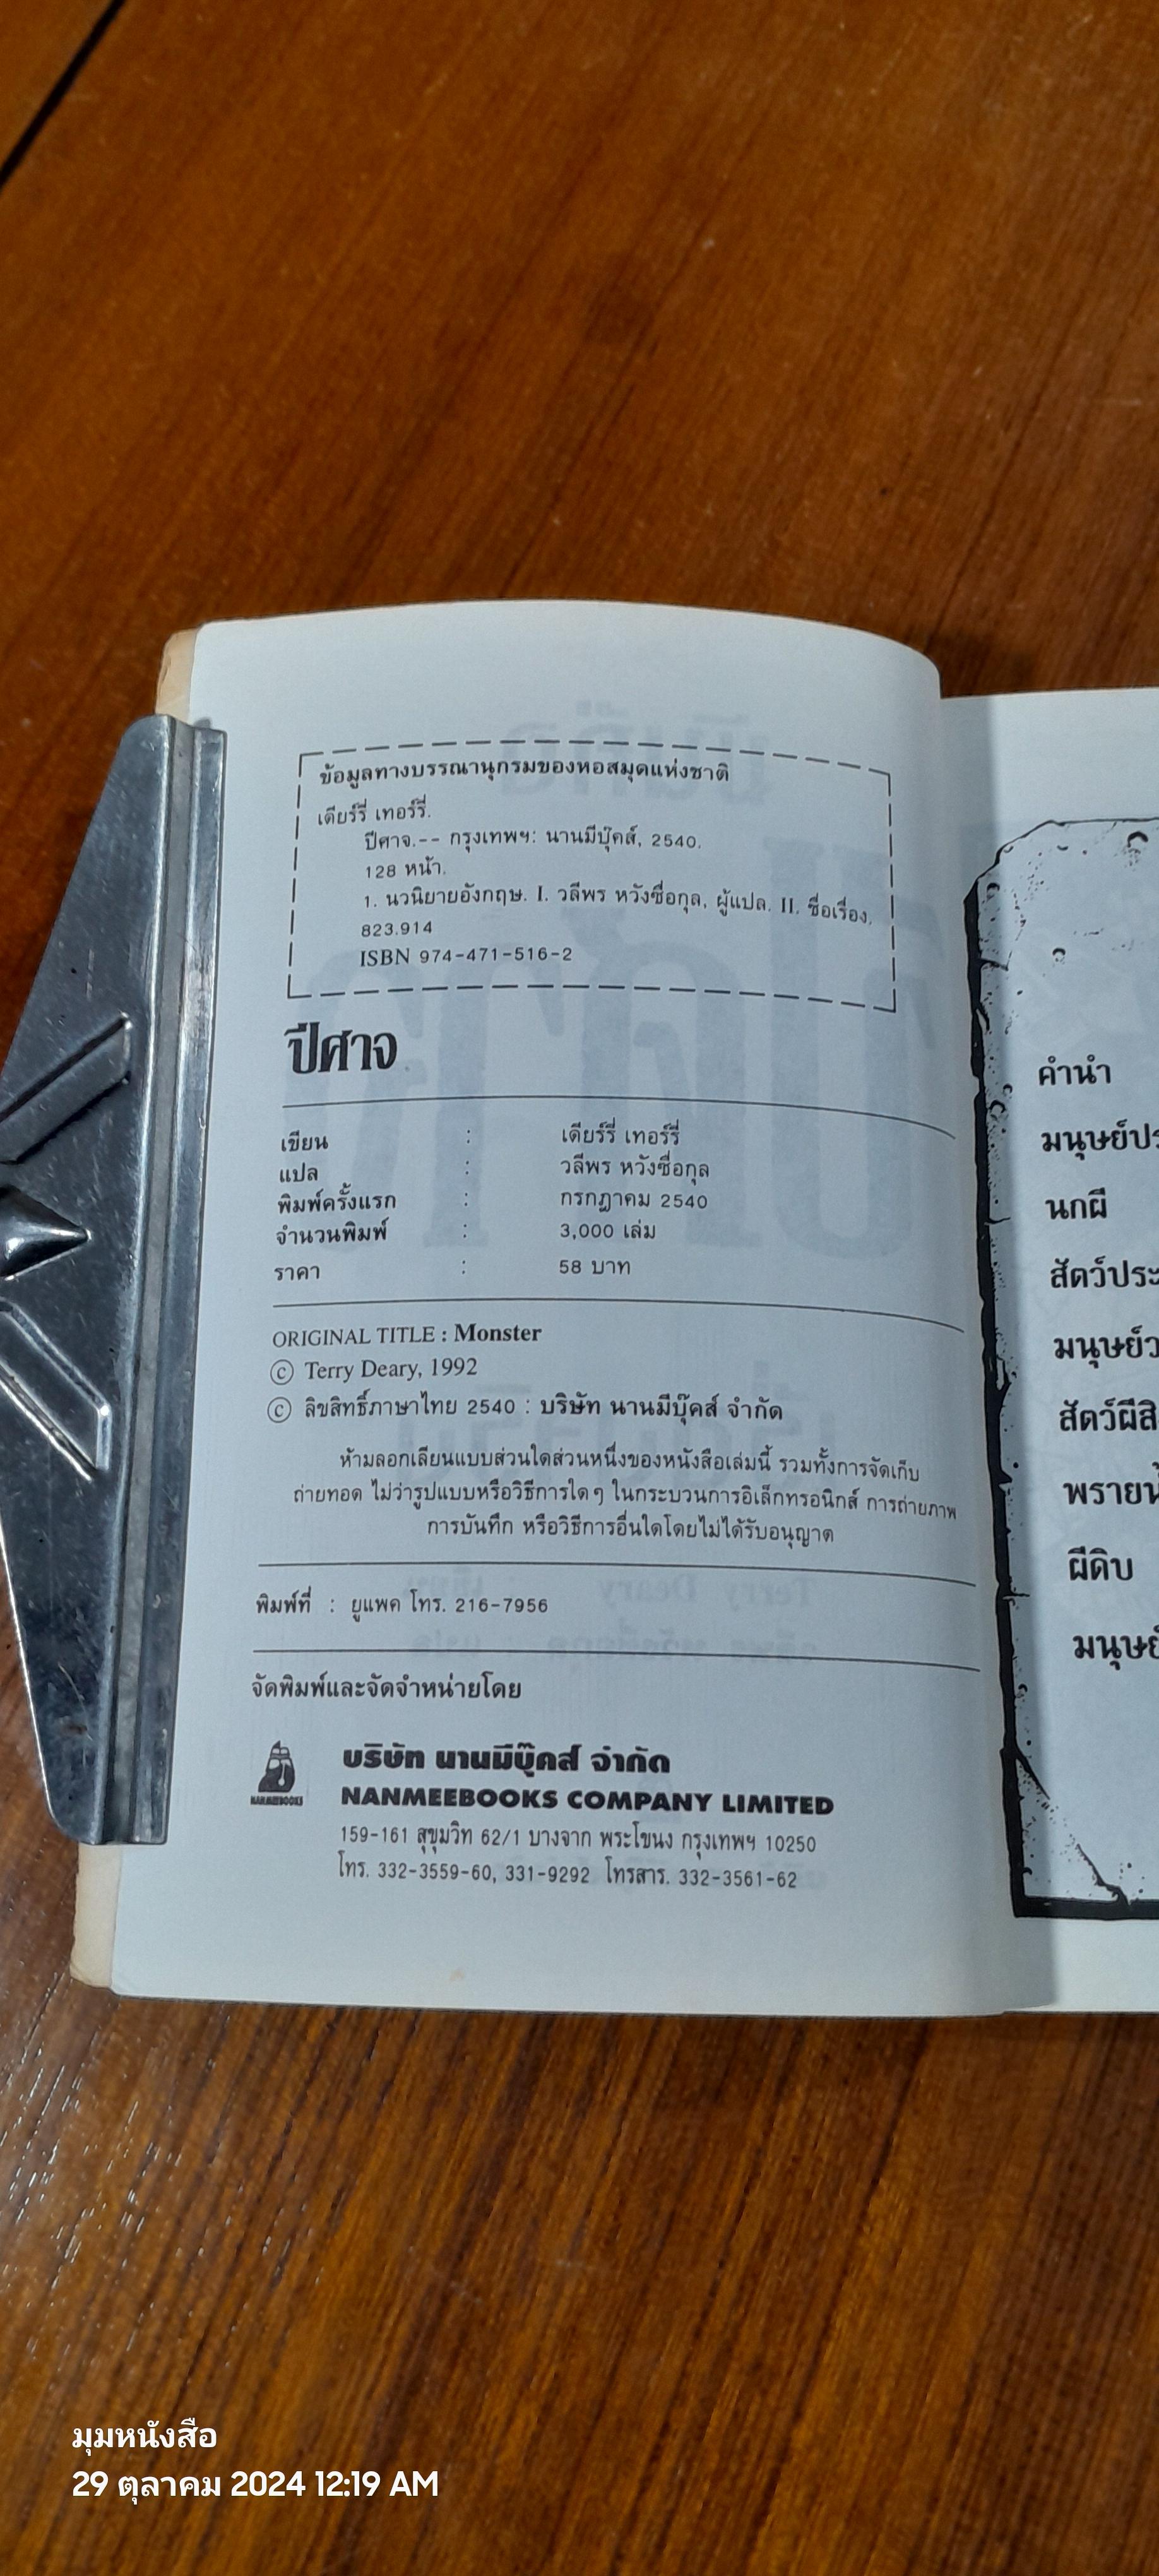 ข้อมูลทางบรรณานุกรมของหอสมุดแห่งชาติ
เดียร์รี่ เทอร์รี่.
ปีศาจ.-- กรุงเทพฯ: นานมีบุ๊คส์, 2540.
128 หน้า.
1. นวนิยายอังกฤษ. I. วลีพร หวังซื่อกุล, ผู้แปล. II. ชื่อเรื่อง.
823.914
ISBN 974-471-516-2
ปีศาจ
เขียน : เดียร์รี่ เทอร์รี่
แปล : วลีพร หวังซื่อกุล
พิมพ์ครั้งแรก : กรกฎาคม 2540
จำนวนพิมพ์ : 3,000 เล่ม
ราคา : 58 บาท
ORIGINAL TITLE : Monster
© Terry Deary, 1992
© ลิขสิทธิ์ภาษาไทย 2540 : บริษัท นานมีบุ๊คส์ จำกัด
ห้ามลอกเลียนแบบส่วนใดส่วนหนึ่งของหนังสือเล่มนี้ รวมทั้งการจัดเก็บ
ถ่ายทอด ไม่ว่ารูปแบบหรือวิธีการใด ๆ ในกระบวนการอิเล็กทรอนิกส์ การถ่ายภาพ
การบันทึก หรือวิธีการอื่นใดโดยไม่ได้รับอนุญาต
พิมพ์ที่ : ยูแพค โทร. 216-7956
จัดพิมพ์และจัดจำหน่ายโดย
NANMEEBOOKS
บริษัท นานมีบุ๊คส์ จำกัด
NANMEEBOOKS COMPANY LIMITED
159-161 สุขุมวิท 62/1 บางจาก พระโขนง กรุงเทพฯ 10250
โทร. 332-3559-60, 331-9292 โทรสาร. 332-3561-62
คำนำ
นกผี
ผีดิบ
มุมหนังสือ
29 ตุลาคม 2024 12:19 AM